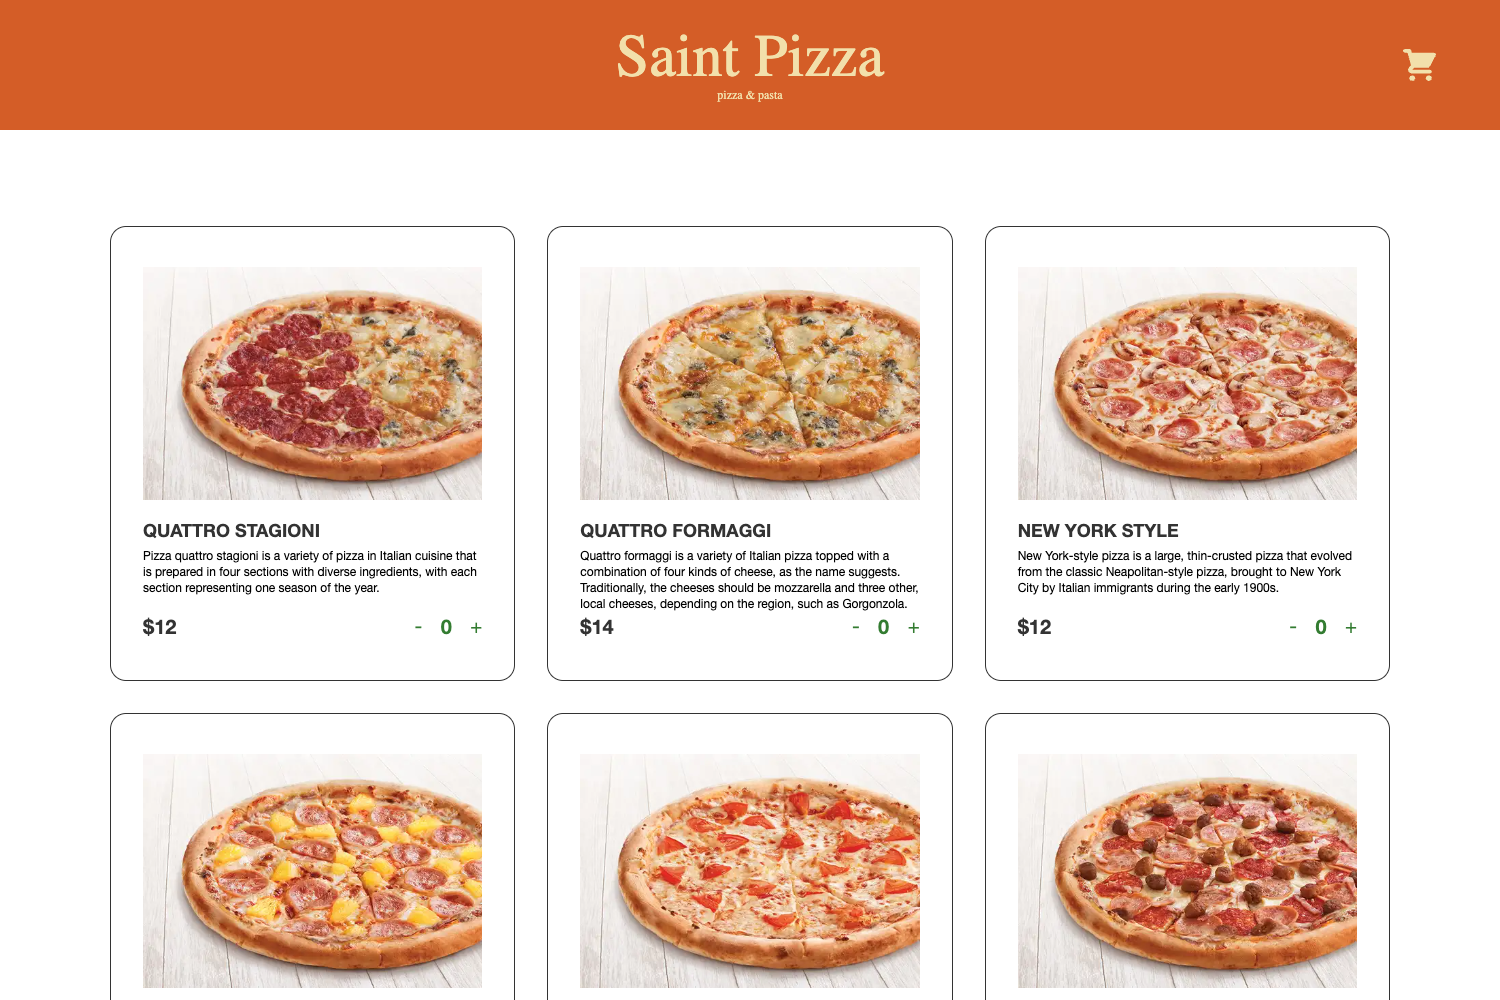 Saint Pizza
pizza & pasta
QUATTRO STAGIONI
Pizza quattro stagioni is a variety of pizza in Italian cuisine that
is prepared in four sections with diverse ingredients, with each
section representing one season of the year.
$12
- 0 +
QUATTRO FORMAGGI
Quattro formaggi is a variety of Italian pizza topped with a
combination of four kinds of cheese, as the name suggests.
Traditionally, the cheeses should be mozzarella and three other,
local cheeses, depending on the region, such as Gorgonzola.
$14
- 0 +
NEW YORK STYLE
New York-style pizza is a large, thin-crusted pizza that evolved
from the classic Neapolitan-style pizza, brought to New York
City by Italian immigrants during the early 1900s.
$12
- 0 +